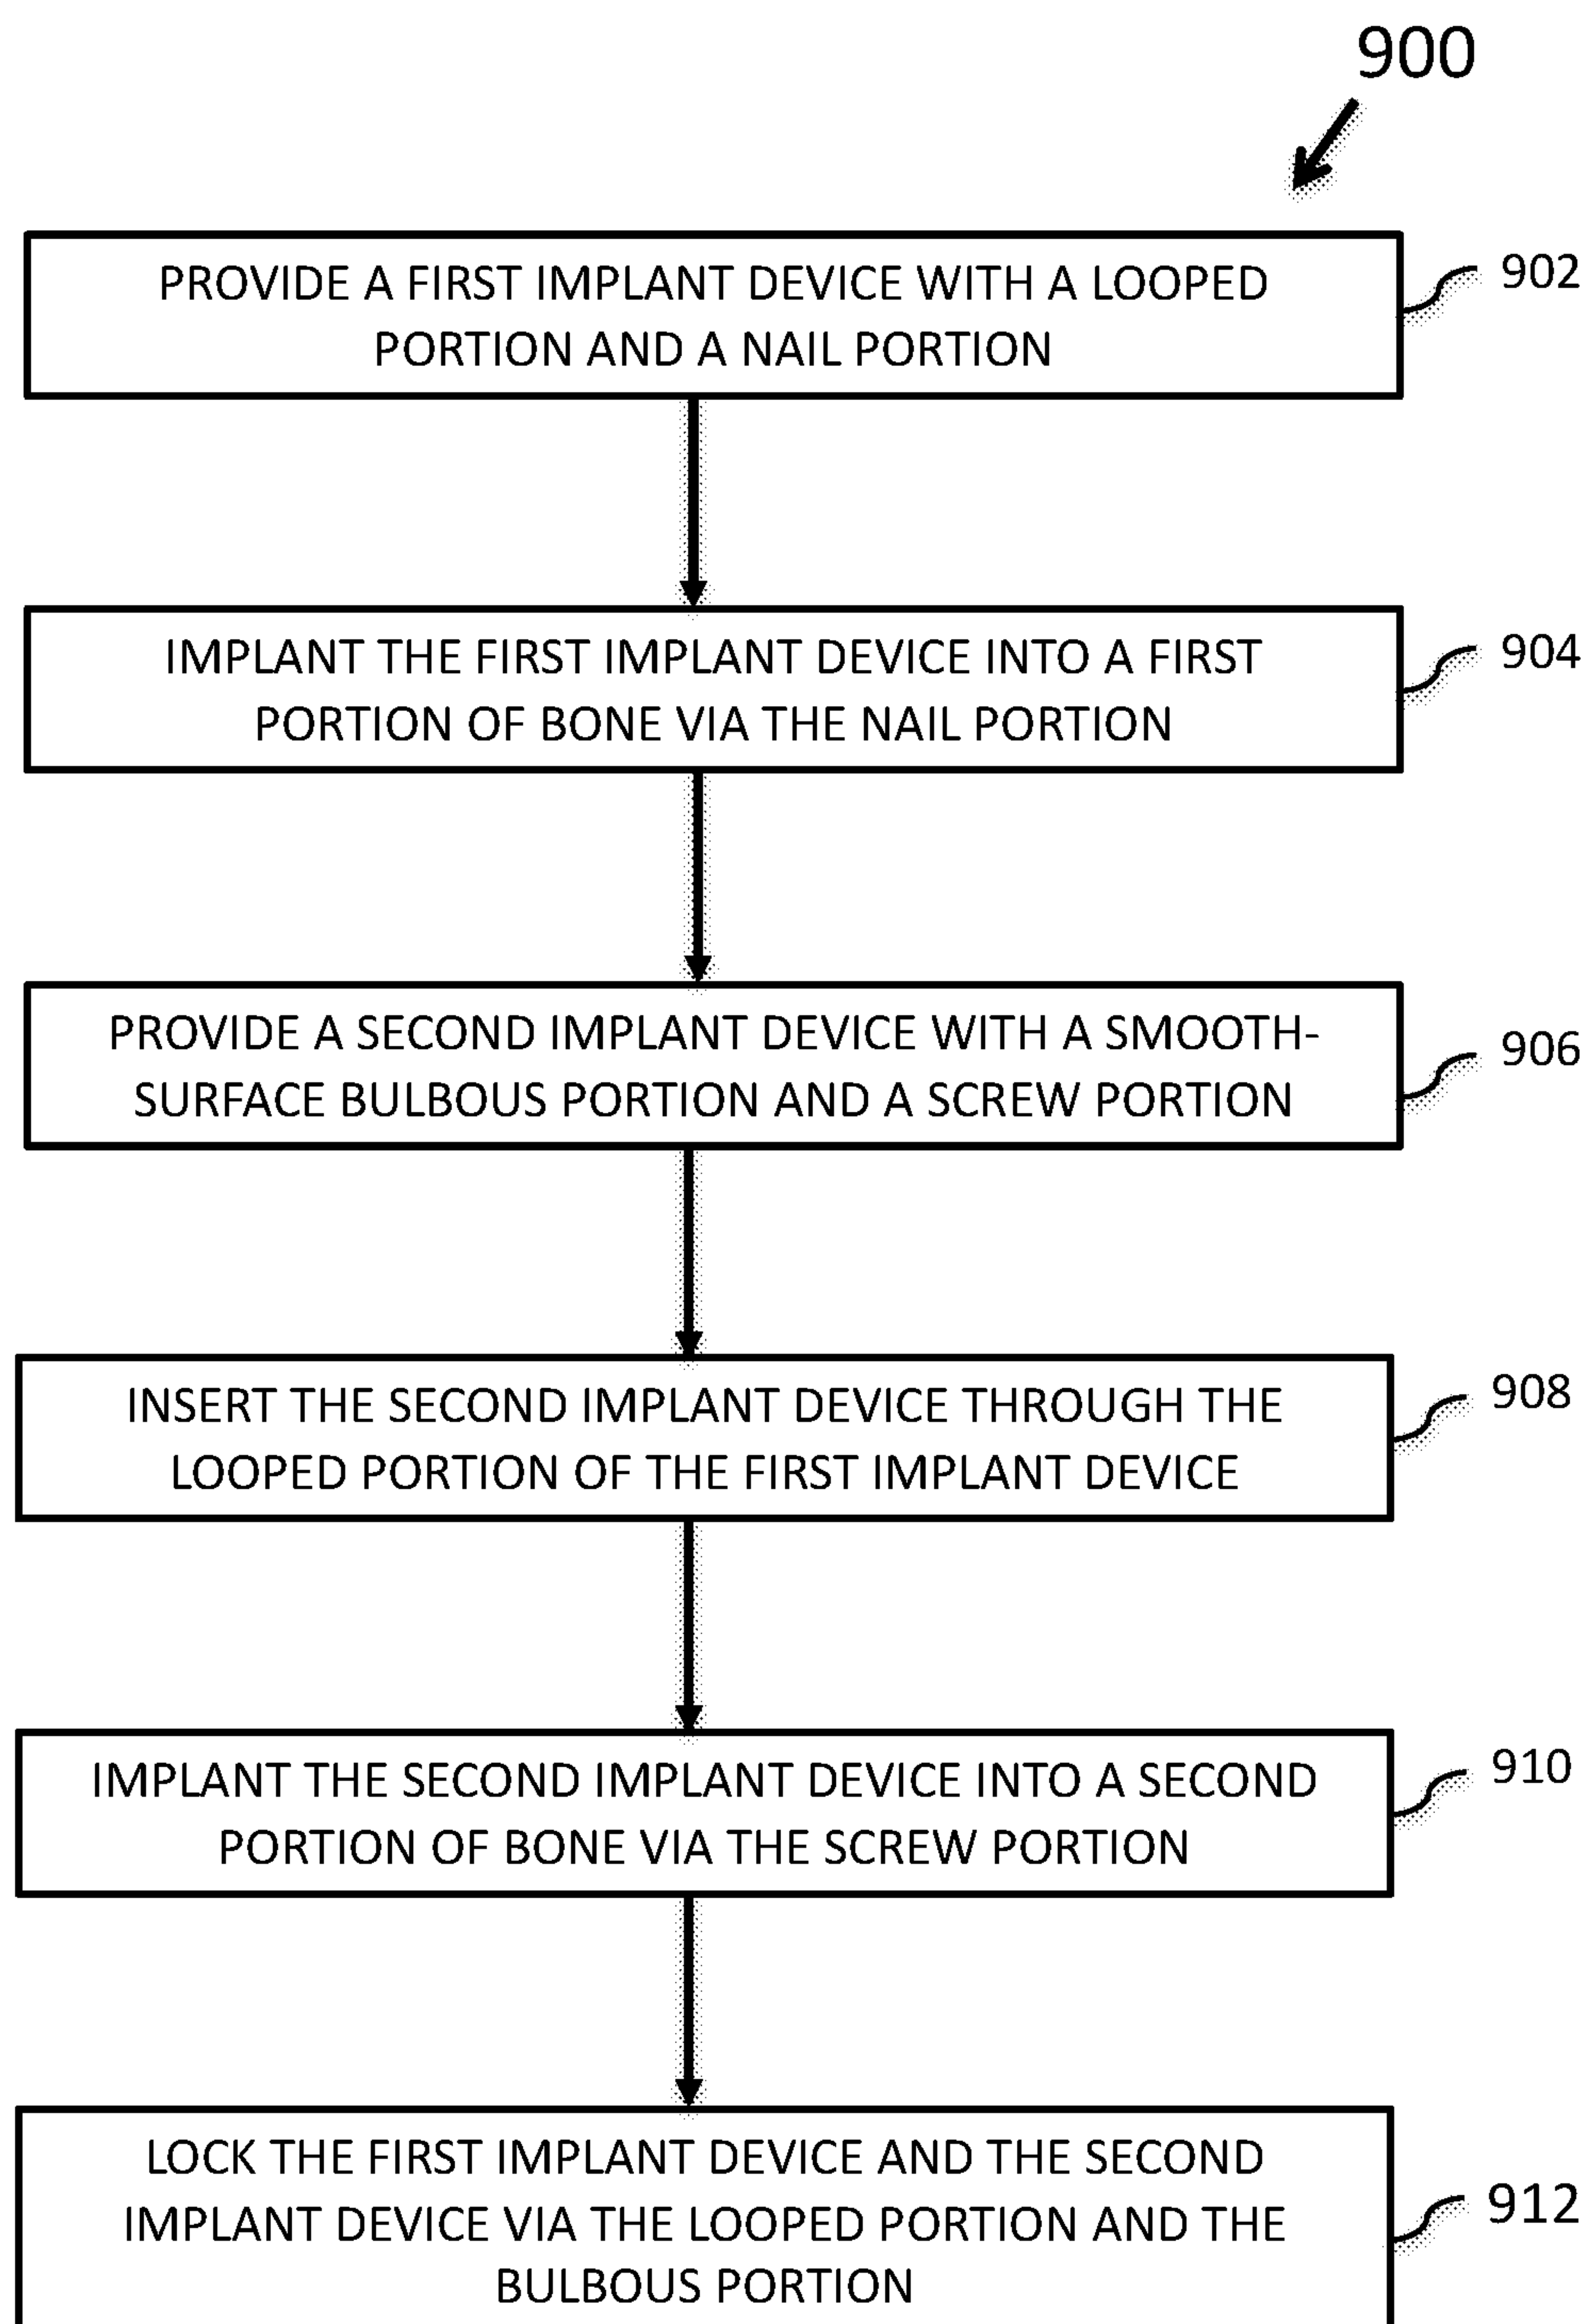 900
PROVIDE A FIRST IMPLANT DEVICE WITH A LOOPED
PORTION AND A NAIL PORTION
902
IMPLANT THE FIRST IMPLANT DEVICE INTO A FIRST
PORTION OF BONE VIA THE NAIL PORTION
904
PROVIDE A SECOND IMPLANT DEVICE WITH A SMOOTH-
SURFACE BULBOUS PORTION AND A SCREW PORTION
906
INSERT THE SECOND IMPLANT DEVICE THROUGH THE
LOOPED PORTION OF THE FIRST IMPLANT DEVICE
908
IMPLANT THE SECOND IMPLANT DEVICE INTO A SECOND
PORTION OF BONE VIA THE SCREW PORTION
910
LOCK THE FIRST IMPLANT DEVICE AND THE SECOND
IMPLANT DEVICE VIA THE LOOPED PORTION AND THE
BULBOUS PORTION
912